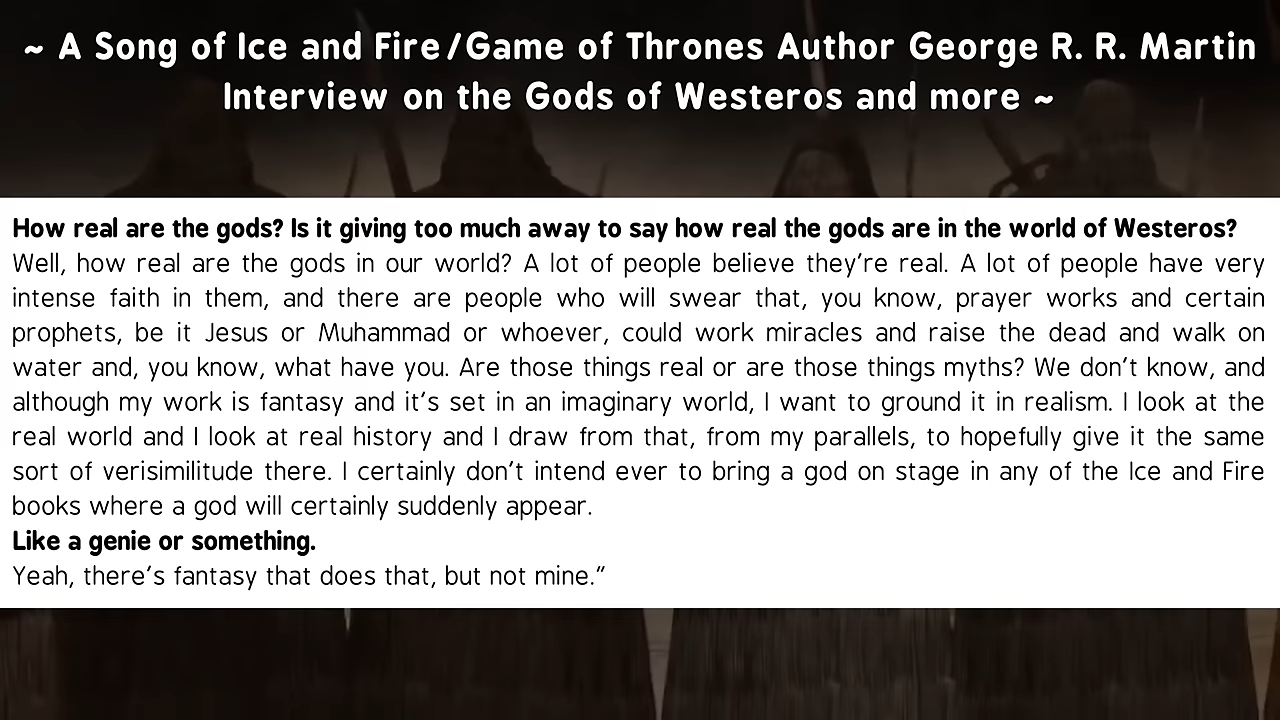 ~ A Song of Ice and Fire/Game of Thrones Author George R. R. Martin
Interview on the Gods of Westeros and more ~
How real are the gods? Is it giving too much away to say how real the gods are in the world of Westeros?
Well, how real are the gods in our world? A lot of people believe they’re real. A lot of people have very
intense faith in them, and there are people who will swear that, you know, prayer works and certain
prophets, be it Jesus or Muhammad or whoever, could work miracles and raise the dead and walk on
water and, you know, what have you. Are those things real or are those things myths? We don’t know, and
although my work is fantasy and it’s set in an imaginary world, I want to ground it in realism. I look at the
real world and I look at real history and I draw from that, from my parallels, to hopefully give it the same
sort of verisimilitude there. I certainly don’t intend ever to bring a god on stage in any of the Ice and Fire
books where a god will certainly suddenly appear.
Like a genie or something.
Yeah, there’s fantasy that does that, but not mine.”